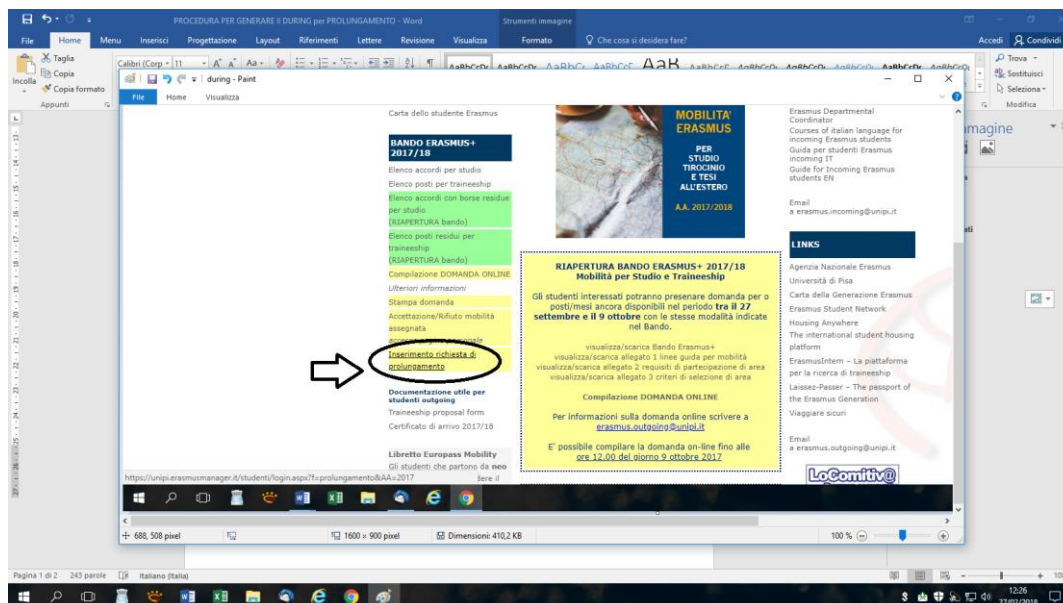 PROCEDURA PER GENERARE Il DURING per PROLUNGAMENTO - Word
Strumenti immagine
File Home Menu Inserisci Progettazione Layout Riferimenti Lettere Revisione Visualizza Formato Che cosa si desidera fare? Accedi Condividi
Incolla
Taglia
Copia
Copia formato
Appunti
Calibri (Corp 11
Trova
Sostituisci
Seleziona
Modifica
during - Paint
File Home Visualizza
Carta dello studente Erasmus
BANDO ERASMUS+
2017/18
Elenco accordi per studio
Elenco posti per traineeship
Elenco accordi con borse residue
per studio
(RIAPERTURA bando)
Elenco posti residui per
traineeship
(RIAPERTURA bando)
Compilazione DOMANDA ONLINE
Ulteriori informazioni
Stampa domanda
Accettazione/Rifiuto mobilità
assegnata
Inserimento richiesta di
prolungamento
Documentazione utile per
studenti outgoing
Traineeship proposal form
Certificato di arrivo 2017/18
Libretto Europass Mobility
Gli studenti che partono da neo
dere il
https://unipi.erasmusmanager.it/studenti/login.aspx?f=prolungamento&AA=2017
MOBILITA'
ERASMUS
PER
STUDIO
TIROCINIO
E TESI
ALL'ESTERO
A.A. 2017/2018
RIAPERTURA BANDO ERASMUS+ 2017/18
Mobilità per Studio e Traineeship
Gli studenti interessati potranno presenare domanda per o
posti/mesi ancora disponibili nel periodo tra il 27
settembre e il 9 ottobre con le stesse modalità indicate
nel Bando.
visualizza/scarica Bando Erasmus+
visualizza/scarica allegato 1 linee guida per mobilità
visualizza/scarica allegato 2 requisiti di partecipazione di area
visualizza/scarica allegato 3 criteri di selezione di area
Compilazione DOMANDA ONLINE
Per informazioni sulla domanda online scrivere a
erasmus.outgoing@unipi.it
E' possibile compilare la domanda on-line fino alle
ore 12.00 del giorno 9 ottobre 2017
Erasmus Departmental
Coordinator
Courses of italian language for
incoming Erasmus students
Guida per studenti Erasmus
incoming IT
Guide for Incoming Erasmus
students EN
Email
a erasmus.incoming@unipi.it
LINKS
Agenzia Nazionale Erasmus
Università di Pisa
Carta della Generazione Erasmus
Erasmus Student Network
Housing Anywhere
The international student housing
platform
ErasmusIntern – La piattaforma
per la ricerca di traineeship
Laissez-Passer – The passport of
the Erasmus Generation
Viaggiare sicuri
Email
a erasmus.outgoing@unipi.it
LoComitiv@
688, 508 pixel 1600 × 900 pixel Dimensioni: 410,2 KB 100 %
Pagina 1 di 2 243 parole Italiano (Italia)
12:26
27/02/2018